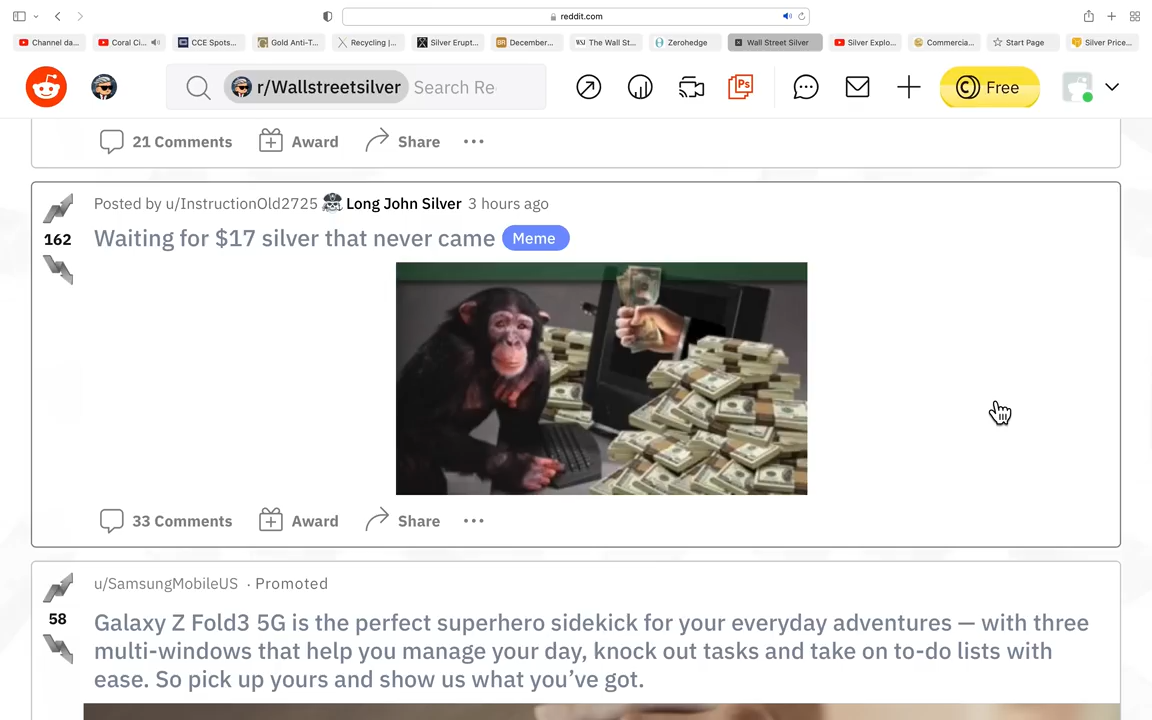 reddit.com
Channel da...
Coral Ci...
CCE Spots...
Gold Anti-T...
Recycling |...
Silver Erupt...
BR
December...
WSJ
The Wall St...
Zerohedge
Wall Street Silver
Silver Explo...
Commercia...
Start Page
Silver Price...
r/Wallstreetsilver
Search Re
Ps
Free
21 Comments
Award
Share
Posted by u/InstructionOld2725
Long John Silver
3 hours ago
162
Waiting for $17 silver that never came
Meme
33 Comments
Award
Share
u/SamsungMobileUS · Promoted
58
Galaxy Z Fold3 5G is the perfect superhero sidekick for your everyday adventures — with three
multi-windows that help you manage your day, knock out tasks and take on to-do lists with
ease. So pick up yours and show us what you’ve got.